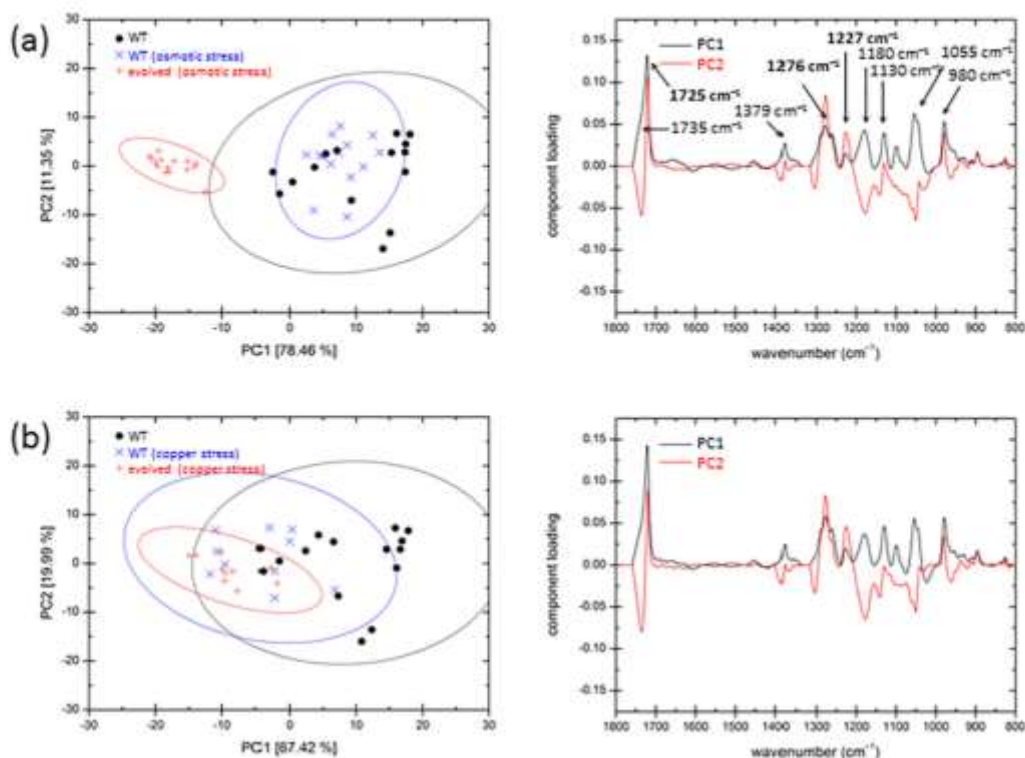 (a)
WT
WT (osmotic stress)
evolved (osmotic stress)
30
20
10
0
-10
-20
-30
-30 -20 -10 0 10 20 30
PC2 [11.35 %]
PC1 [78.46 %]
PC1
PC2
1725 cm⁻¹
1735 cm⁻¹
1379 cm⁻¹
1276 cm⁻¹
1227 cm⁻¹
1180 cm⁻¹
1130 cm⁻¹
1055 cm⁻¹
980 cm⁻¹
0.15
0.10
0.05
0.00
-0.05
-0.10
-0.15
component loading
1800 1700 1600 1500 1400 1300 1200 1100 1000 900 800
wavenumber (cm⁻¹)
(b)
WT
WT (copper stress)
evolved (copper stress)
30
20
10
0
-10
-20
-30
-30 -20 -10 0 10 20 30
PC2 [19.99 %]
PC1 [67.42 %]
PC1
PC2
0.15
0.10
0.05
0.00
-0.05
-0.10
-0.15
component loading
1800 1700 1600 1500 1400 1300 1200 1100 1000 900 800
wavenumber (cm⁻¹)